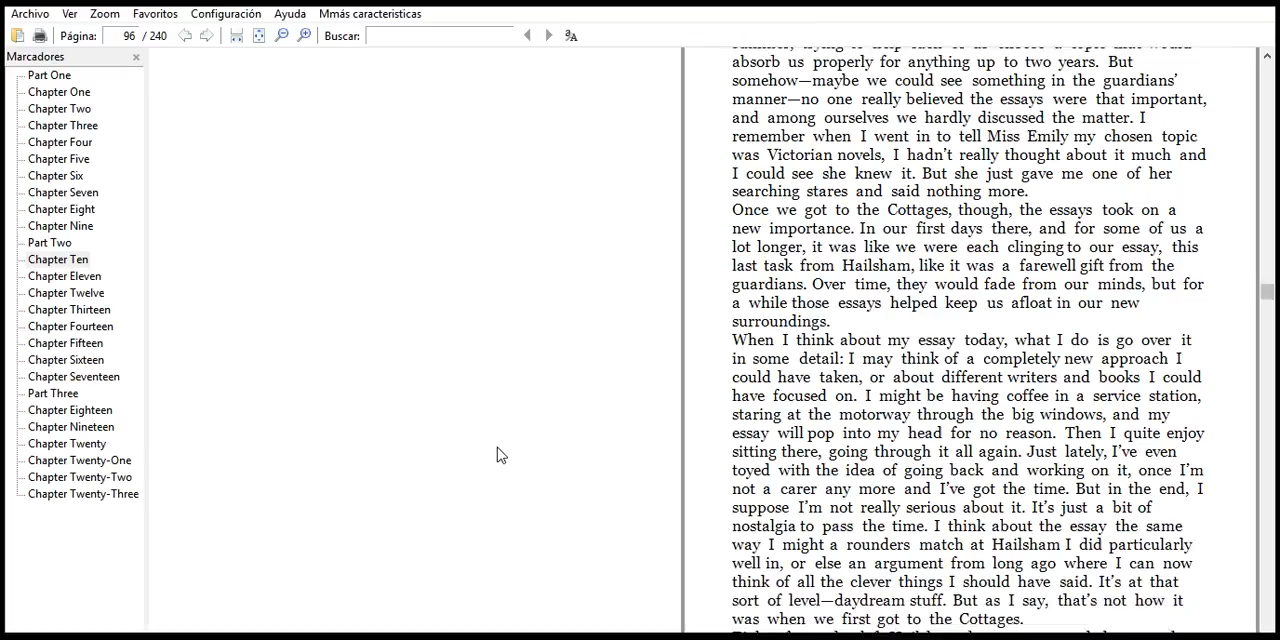 Archivo Ver Zoom Favoritos Configuración Ayuda Mmás caracteristicas
Página: 96 / 240 Buscar:
Marcadores
Part One
Chapter One
Chapter Two
Chapter Three
Chapter Four
Chapter Five
Chapter Six
Chapter Seven
Chapter Eight
Chapter Nine
Part Two
Chapter Ten
Chapter Eleven
Chapter Twelve
Chapter Thirteen
Chapter Fourteen
Chapter Fifteen
Chapter Sixteen
Chapter Seventeen
Part Three
Chapter Eighteen
Chapter Nineteen
Chapter Twenty
Chapter Twenty-One
Chapter Twenty-Two
Chapter Twenty-Three
absorb us properly for anything up to two years. But
somehow—maybe we could see something in the guardians’
manner—no one really believed the essays were that important,
and among ourselves we hardly discussed the matter. I
remember when I went in to tell Miss Emily my chosen topic
was Victorian novels, I hadn’t really thought about it much and
I could see she knew it. But she just gave me one of her
searching stares and said nothing more.
Once we got to the Cottages, though, the essays took on a
new importance. In our first days there, and for some of us a
lot longer, it was like we were each clinging to our essay, this
last task from Hailsham, like it was a farewell gift from the
guardians. Over time, they would fade from our minds, but for
a while those essays helped keep us afloat in our new
surroundings.
When I think about my essay today, what I do is go over it
in some detail: I may think of a completely new approach I
could have taken, or about different writers and books I could
have focused on. I might be having coffee in a service station,
staring at the motorway through the big windows, and my
essay will pop into my head for no reason. Then I quite enjoy
sitting there, going through it all again. Just lately, I’ve even
toyed with the idea of going back and working on it, once I’m
not a carer any more and I’ve got the time. But in the end, I
suppose I’m not really serious about it. It’s just a bit of
nostalgia to pass the time. I think about the essay the same
way I might a rounders match at Hailsham I did particularly
well in, or else an argument from long ago where I can now
think of all the clever things I should have said. It’s at that
sort of level—daydream stuff. But as I say, that’s not how it
was when we first got to the Cottages.